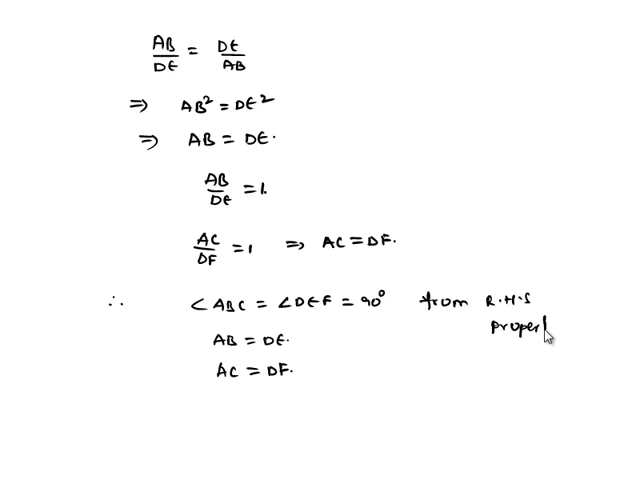 AB/DE = DE/AB
⇒ AB² = DE²
⇒ AB = DE.
AB/DE = 1.
AC/DF = 1 ⇒ AC = DF.
∴ ∠ABC = ∠DEF = 90° from R.H.S
Proper
AB = DE.
AC = DF.